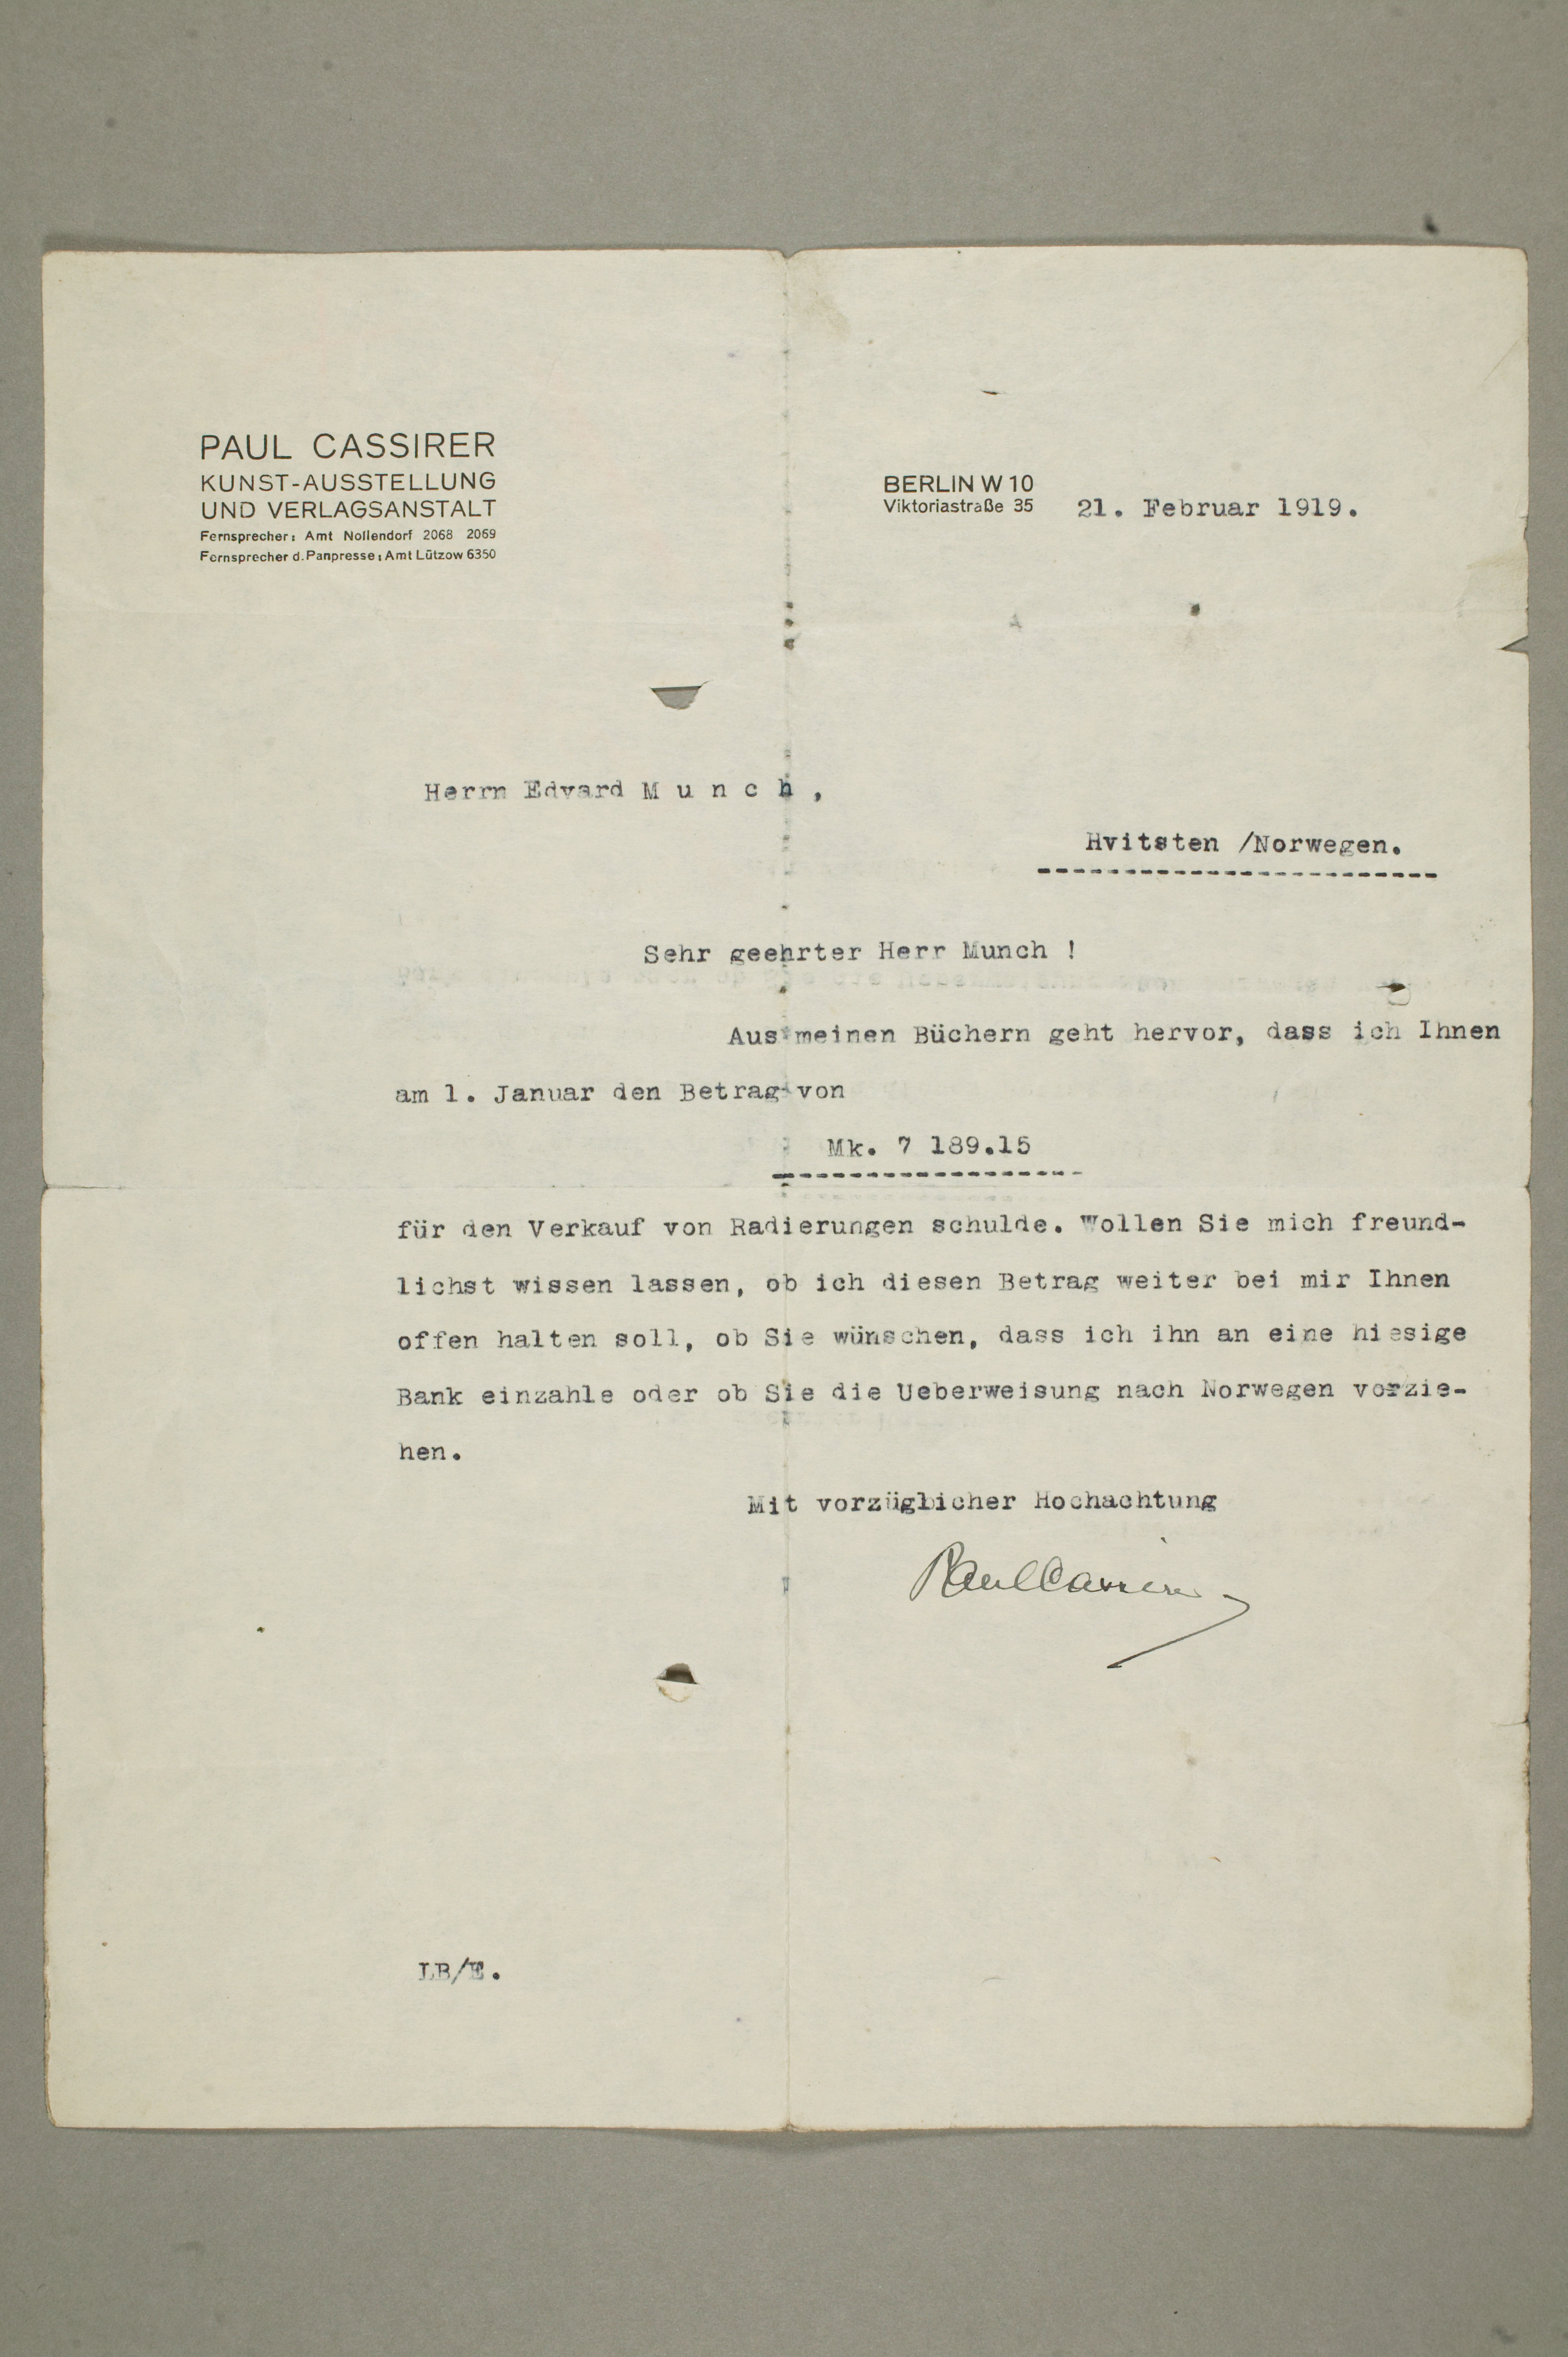 PAUL CASSIRER
KUNST-AUSSTELLUNG
UND VERLAGSANSTALT
Fernsprecher: Amt Nollendorf 2068 2069
Fernsprecher d. Panpresse: Amt Lützow 6350
BERLIN W 10
Viktoriastraße 35
21. Februar 1919.
Herrn Edvard M u n c h ,
Hvitsten /Norwegen.
Sehr geehrter Herr Munch !
Aus meinen Büchern geht hervor, dass ich Ihnen
am 1. Januar den Betrag von
Mk. 7 189.15
für den Verkauf von Radierungen schulde. Wollen Sie mich freund-
lichst wissen lassen, ob ich diesen Betrag weiter bei mir Ihnen
offen halten soll, ob Sie wünschen, dass ich ihn an eine hiesige
Bank einzahle oder ob Sie die Ueberweisung nach Norwegen vorzie-
hen.
Mit vorzüglicher Hochachtung
Paul Cassirer
LB/E.